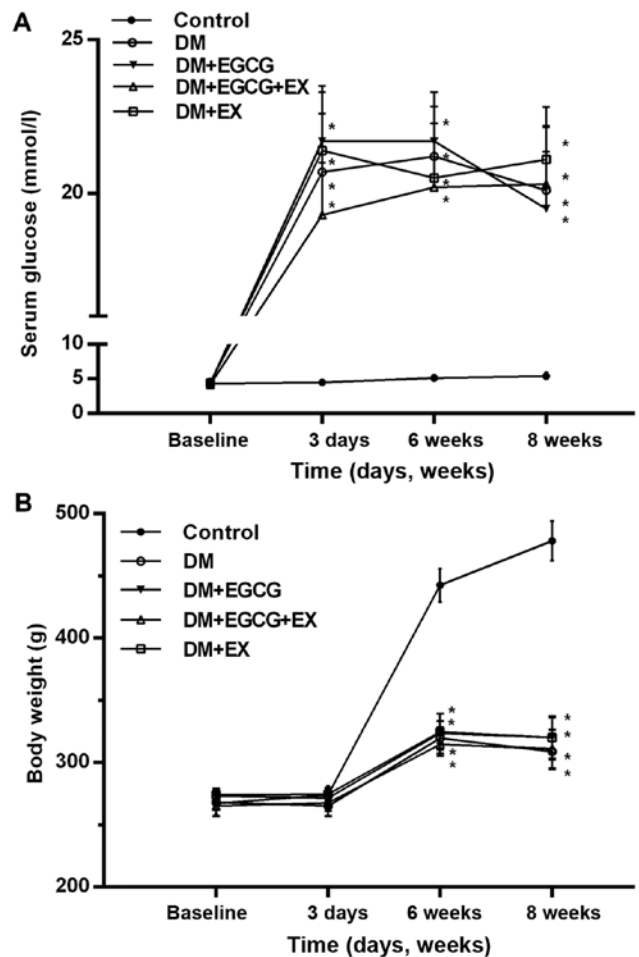 A
Control
DM
DM+EGCG
DM+EGCG+EX
DM+EX
Serum glucose (mmol/l)
25
20
10
5
0
*
*
*
*
*
*
*
*
*
*
*
*
Baseline 3 days 6 weeks 8 weeks
Time (days, weeks)
B
Control
DM
DM+EGCG
DM+EGCG+EX
DM+EX
Body weight (g)
500
400
300
200
*
*
*
*
*
*
*
*
Baseline 3 days 6 weeks 8 weeks
Time (days, weeks)